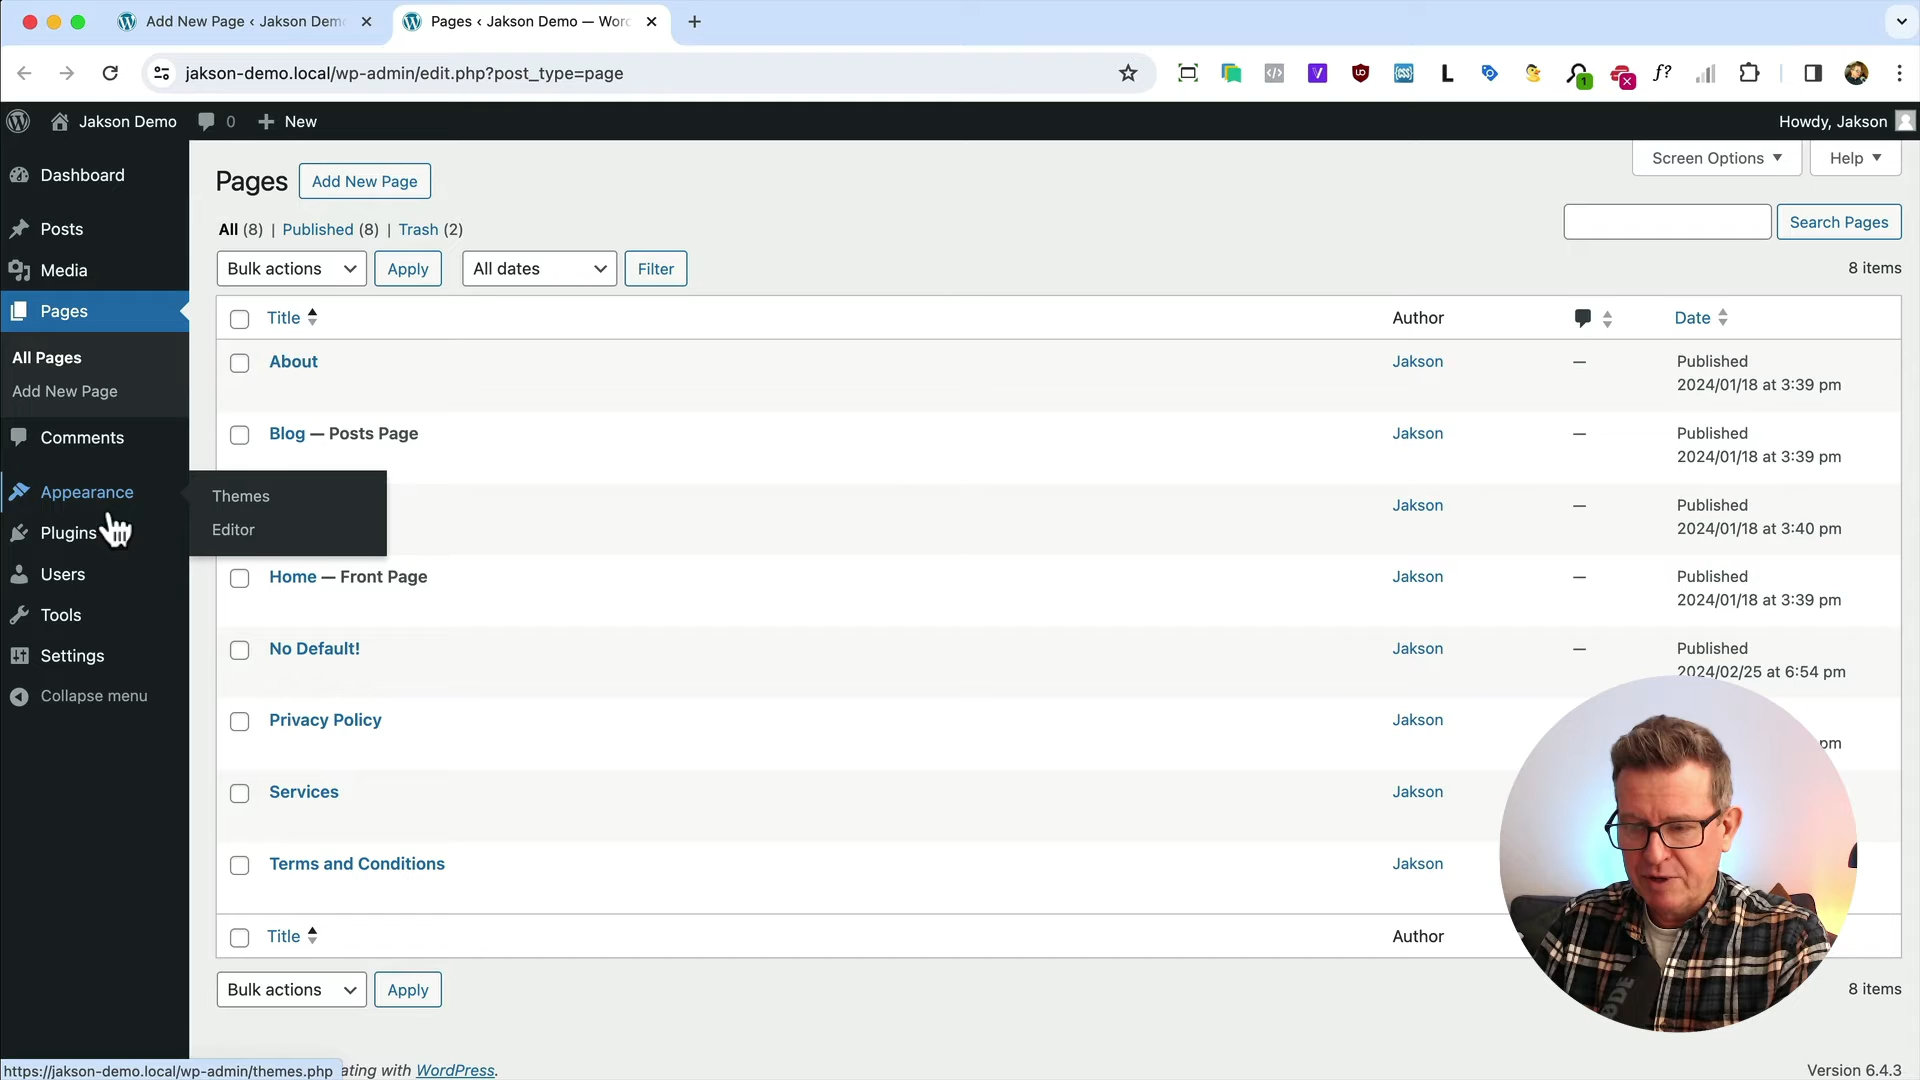 Add New Page ‹ Jakson Dem
Pages ‹ Jakson Demo — Wor
jakson-demo.local/wp-admin/edit.php?post_type=page
Jakson Demo
0
New
Howdy, Jakson
Screen Options
Help
Dashboard
Posts
Media
Pages
All Pages
Add New Page
Comments
Appearance
Plugins
Users
Tools
Settings
Collapse menu
Themes
Editor
Pages
Add New Page
All (8) | Published (8) | Trash (2)
Search Pages
Bulk actions
Apply
All dates
Filter
8 items
Title
Author
Date
About
Jakson
—
Published
2024/01/18 at 3:39 pm
Blog — Posts Page
Jakson
—
Published
2024/01/18 at 3:39 pm
Jakson
—
Published
2024/01/18 at 3:40 pm
Home — Front Page
Jakson
—
Published
2024/01/18 at 3:39 pm
No Default!
Jakson
—
Published
2024/02/25 at 6:54 pm
Privacy Policy
Jakson
pm
Services
Jakson
Terms and Conditions
Jakson
Title
Author
Bulk actions
Apply
8 items
https://jakson-demo.local/wp-admin/themes.php
ating with WordPress.
Version 6.4.3